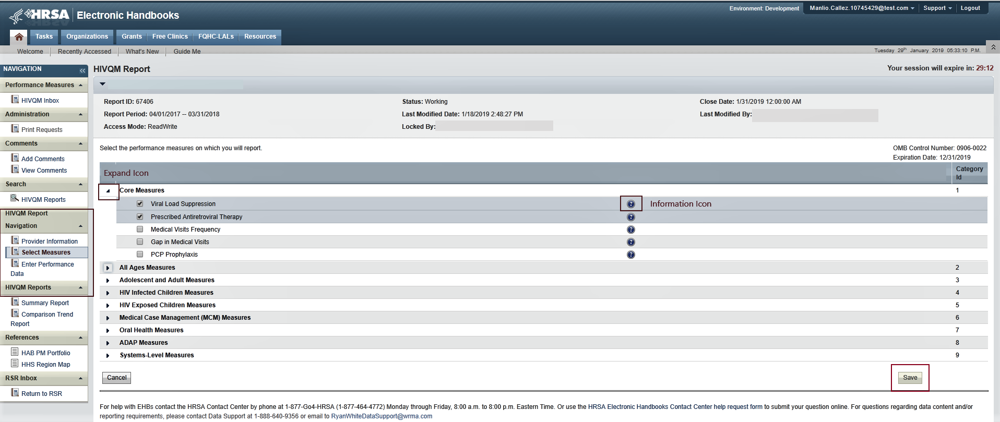 Environment: Development Manlio.Callez.10745429@test.com Support Logout
HRSA Electronic Handbooks
Tasks Organizations Grants Free Clinics FQHC-LALs Resources
Welcome Recently Accessed What's New Guide Me
Tuesday 29th January 2019 05:33:10 P.M.
NAVIGATION
Performance Measures
HIVQM Inbox
Administration
Print Requests
Comments
Add Comments
View Comments
Search
HIVQM Reports
HIVQM Report
Navigation
Provider Information
Select Measures
Enter Performance
Data
HIVQM Reports
Summary Report
Comparison Trend
Report
References
HAB PM Portfolio
HHS Region Map
RSR Inbox
Return to RSR
HIVQM Report
Your session will expire in: 29:12
Report ID: 67406 Status: Working Close Date: 1/31/2019 12:00:00 AM
Report Period: 04/01/2017 -- 03/31/2018 Last Modified Date: 1/18/2019 2:48:27 PM Last Modified By:
Access Mode: ReadWrite Locked By:
Select the performance measures on which you will report.
OMB Control Number: 0906-0022
Expiration Date: 12/31/2019
Expand Icon
Category
Id
Core Measures 1
Viral Load Suppression ? Information Icon
Prescribed Antiretroviral Therapy ?
Medical Visits Frequency ?
Gap in Medical Visits ?
PCP Prophylaxis ?
All Ages Measures 2
Adolescent and Adult Measures 3
HIV Infected Children Measures 4
HIV Exposed Children Measures 5
Medical Case Management (MCM) Measures 6
Oral Health Measures 7
ADAP Measures 8
Systems-Level Measures 9
Cancel Save
For help with EHBs contact the HRSA Contact Center by phone at 1-877-Go4-HRSA (1-877-464-4772) Monday through Friday, 8:00 a.m. to 8:00 p.m. Eastern Time. Or use the HRSA Electronic Handbooks Contact Center help request form to submit your question online. For questions regarding data content and/or
reporting requirements, please contact Data Support at 1-888-640-9356 or email to RyanWhiteDataSupport@wrma.com